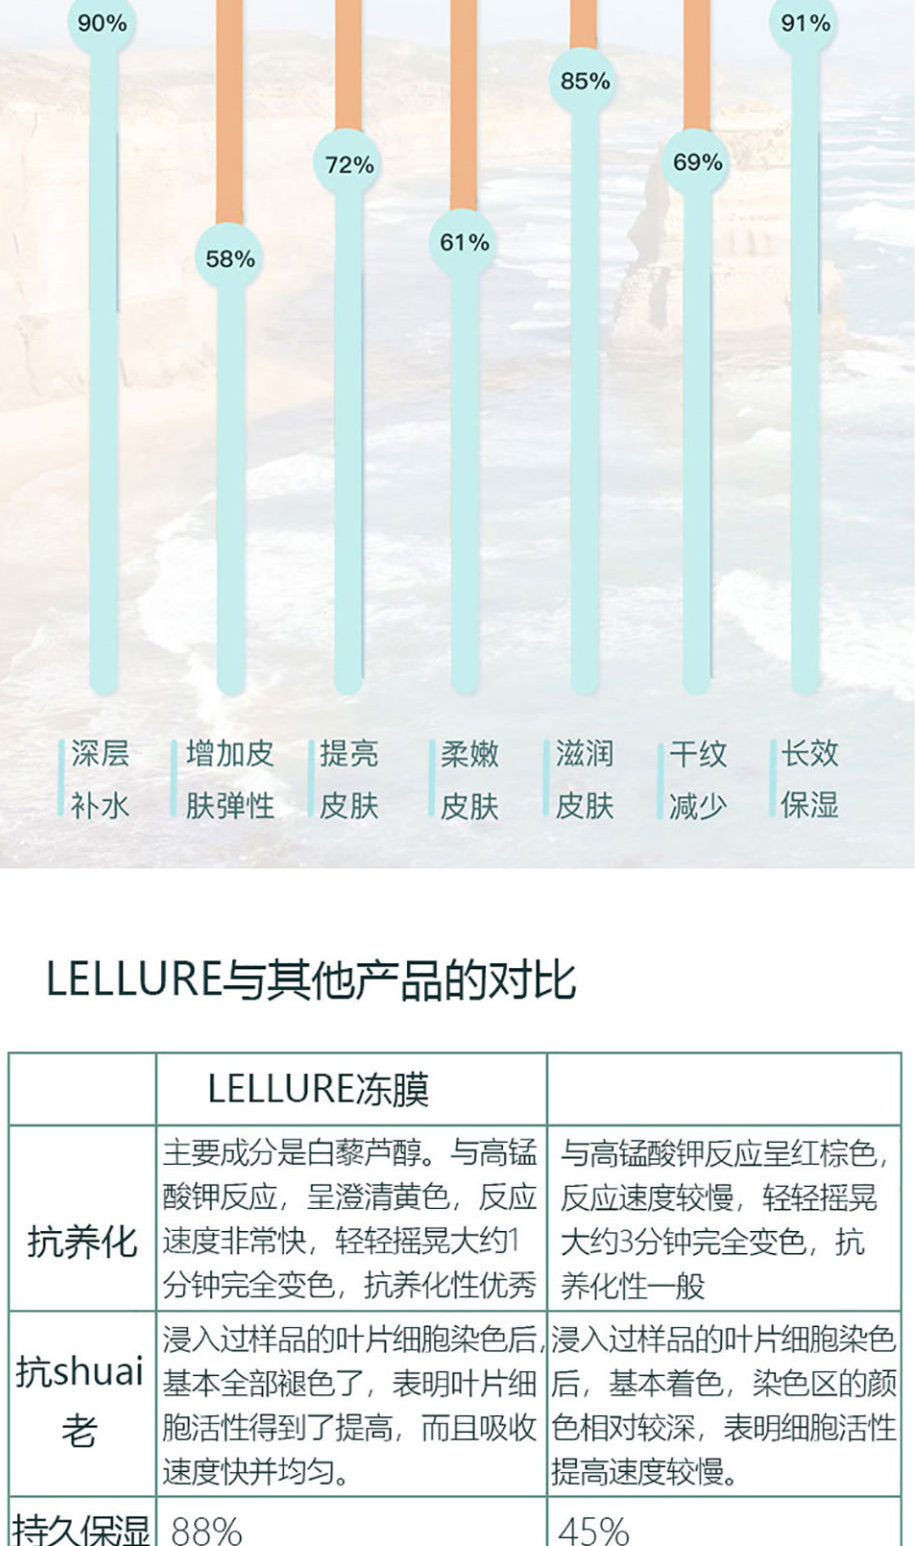 90%
91%
85%
72%
69%
61%
58%
深层
补水
增加皮
肤弹性
提亮
皮肤
柔嫩
皮肤
滋润
皮肤
干纹
减少
长效
保湿
LELLURE与其他产品的对比
LELLURE冻膜
抗养化
主要成分是白藜芦醇。与高锰
酸钾反应，呈澄清黄色，反应
速度非常快，轻轻摇晃大约1
分钟完全变色，抗养化性优秀
与高锰酸钾反应呈红棕色，
反应速度较慢，轻轻摇晃
大约3分钟完全变色，抗
养化性一般
抗shuai
老
浸入过样品的叶片细胞染色后，
基本全部褪色了，表明叶片细
胞活性得到了提高，而且吸收
速度快并均匀。
浸入过样品的叶片细胞染色
后，基本着色，染色区的颜
色相对较深，表明细胞活性
提高速度较慢。
持久保湿
88%
45%